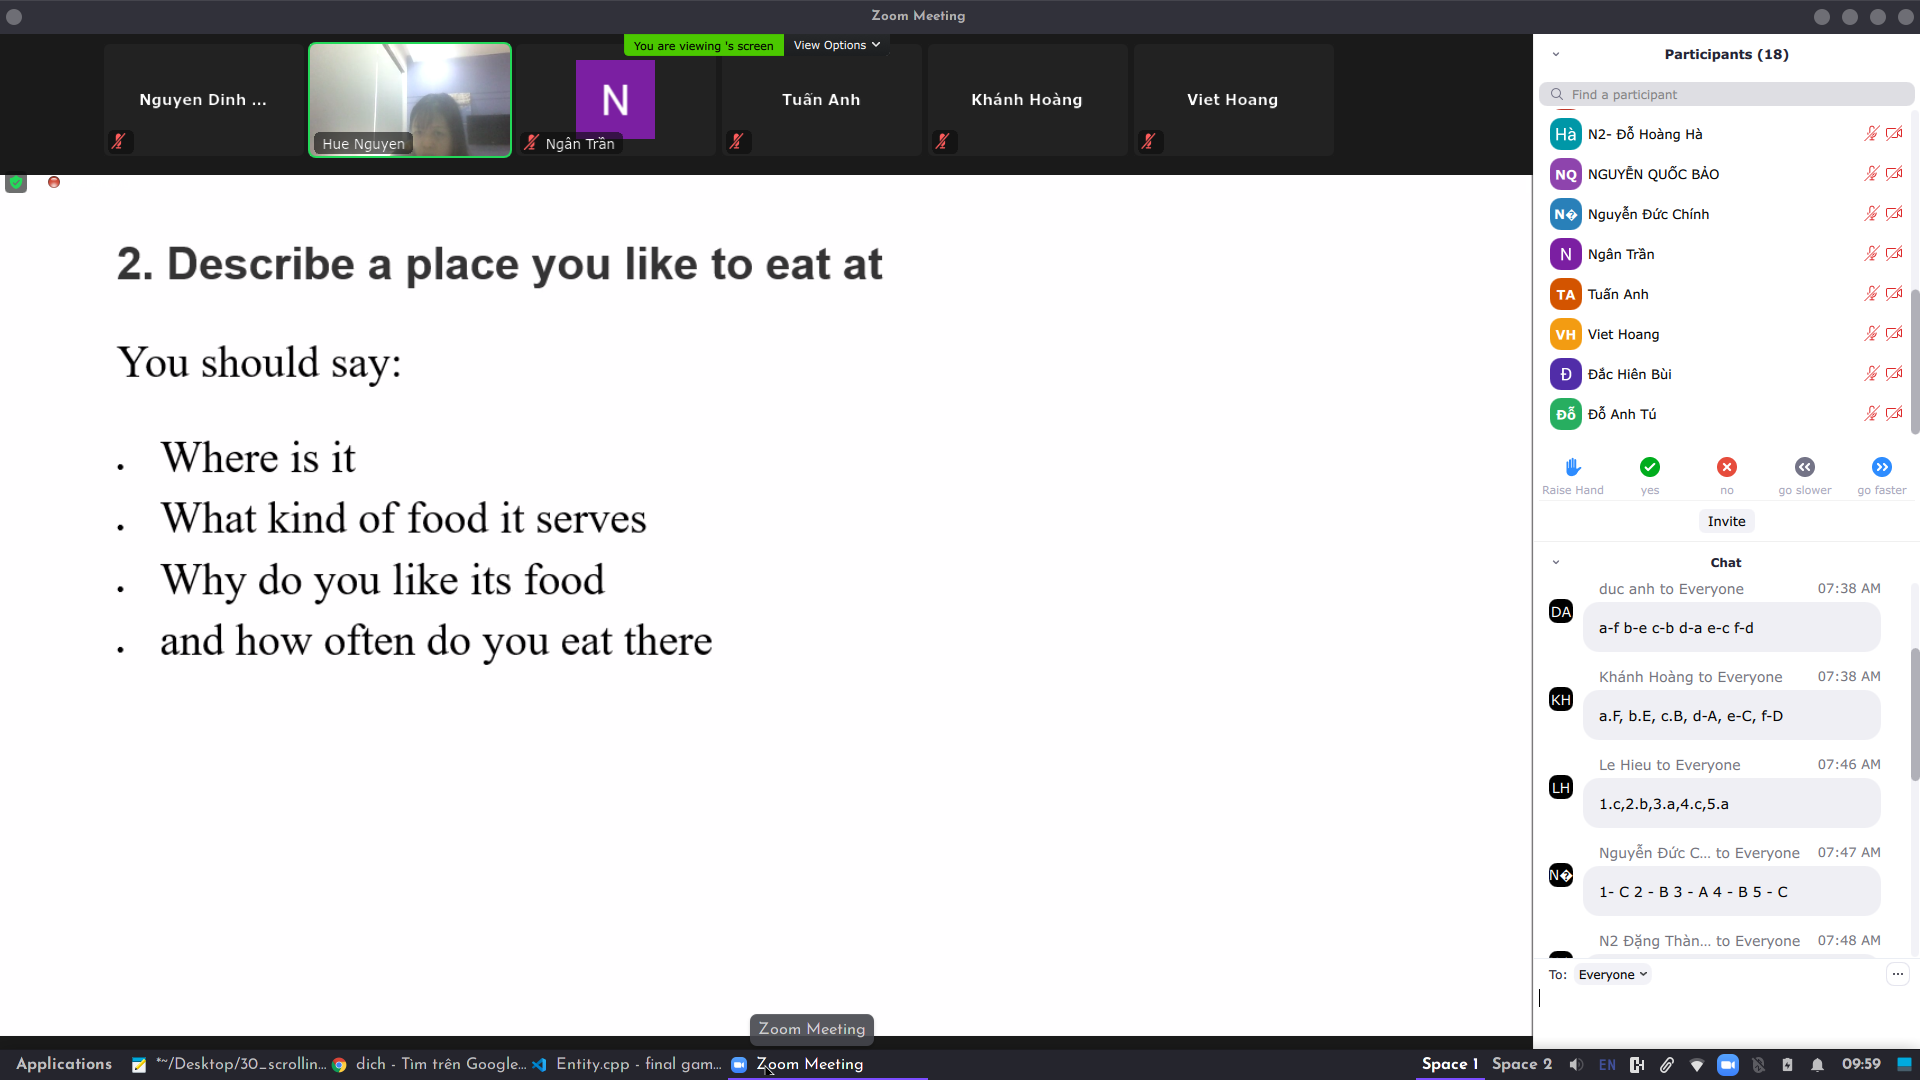 Zoom Meeting
You are viewing 's screen
View Options
Nguyen Dinh ...
Hue Nguyen
N
Ngân Trần
Tuấn Anh
Khánh Hoàng
Viet Hoang
2. Describe a place you like to eat at
You should say:
• Where is it
• What kind of food it serves
• Why do you like its food
• and how often do you eat there
Participants (18)
Find a participant
Hà N2- Đỗ Hoàng Hà
NQ NGUYỄN QUỐC BẢO
N� Nguyễn Đức Chính
N Ngân Trần
TA Tuấn Anh
VH Viet Hoang
Đ Đắc Hiên Bùi
Đỗ Đỗ Anh Tú
Raise Hand yes no go slower go faster
Invite
Chat
duc anh to Everyone 07:38 AM
DA a-f b-e c-b d-a e-c f-d
Khánh Hoàng to Everyone 07:38 AM
KH a.F, b.E, c.B, d-A, e-C, f-D
Le Hieu to Everyone 07:46 AM
LH 1.c,2.b,3.a,4.c,5.a
Nguyễn Đức C... to Everyone 07:47 AM
N� 1- C 2 - B 3 - A 4 - B 5 - C
N2 Đặng Thàn... to Everyone 07:48 AM
To: Everyone
...
Zoom Meeting
Applications *~/Desktop/30_scrollin... dich - Tìm trên Google... Entity.cpp - final gam... Zoom Meeting Space 1 Space 2 EN 09:59